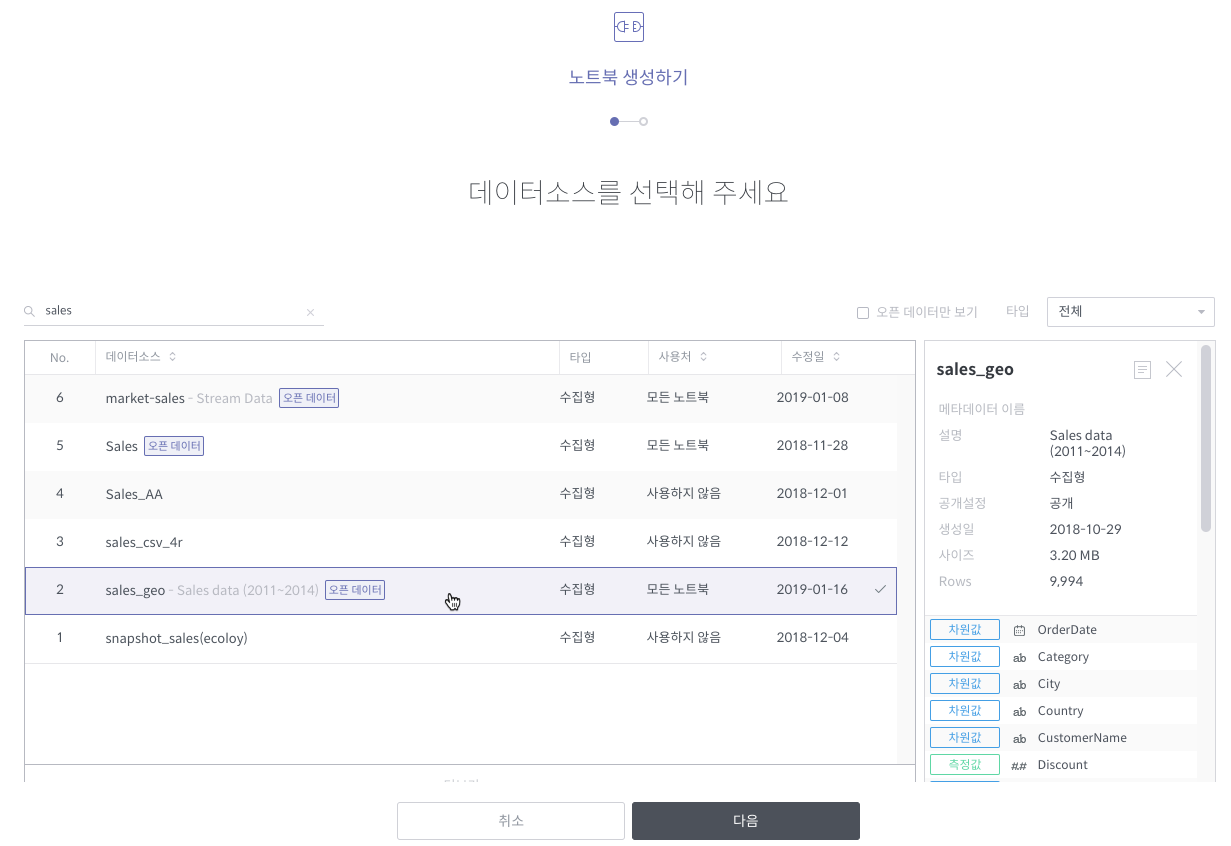 노트북 생성하기
데이터소스를 선택해 주세요
sales
오픈 데이터만 보기 타입 전체
No. 데이터소스 타입 사용처 수정일
6 market-sales - Stream Data 오픈 데이터 수집형 모든 노트북 2019-01-08
5 Sales 오픈 데이터 수집형 모든 노트북 2018-11-28
4 Sales_AA 수집형 사용하지 않음 2018-12-01
3 sales_csv_4r 수집형 사용하지 않음 2018-12-12
2 sales_geo - Sales data (2011~2014) 오픈 데이터 수집형 모든 노트북 2019-01-16
1 snapshot_sales(ecoloy) 수집형 사용하지 않음 2018-12-04
sales_geo
메타데이터 이름
설명 Sales data
(2011~2014)
타입 수집형
공개설정 공개
생성일 2018-10-29
사이즈 3.20 MB
Rows 9,994
차원값 OrderDate
차원값 ab Category
차원값 ab City
차원값 ab Country
차원값 ab CustomerName
측정값 #.# Discount
취소 다음